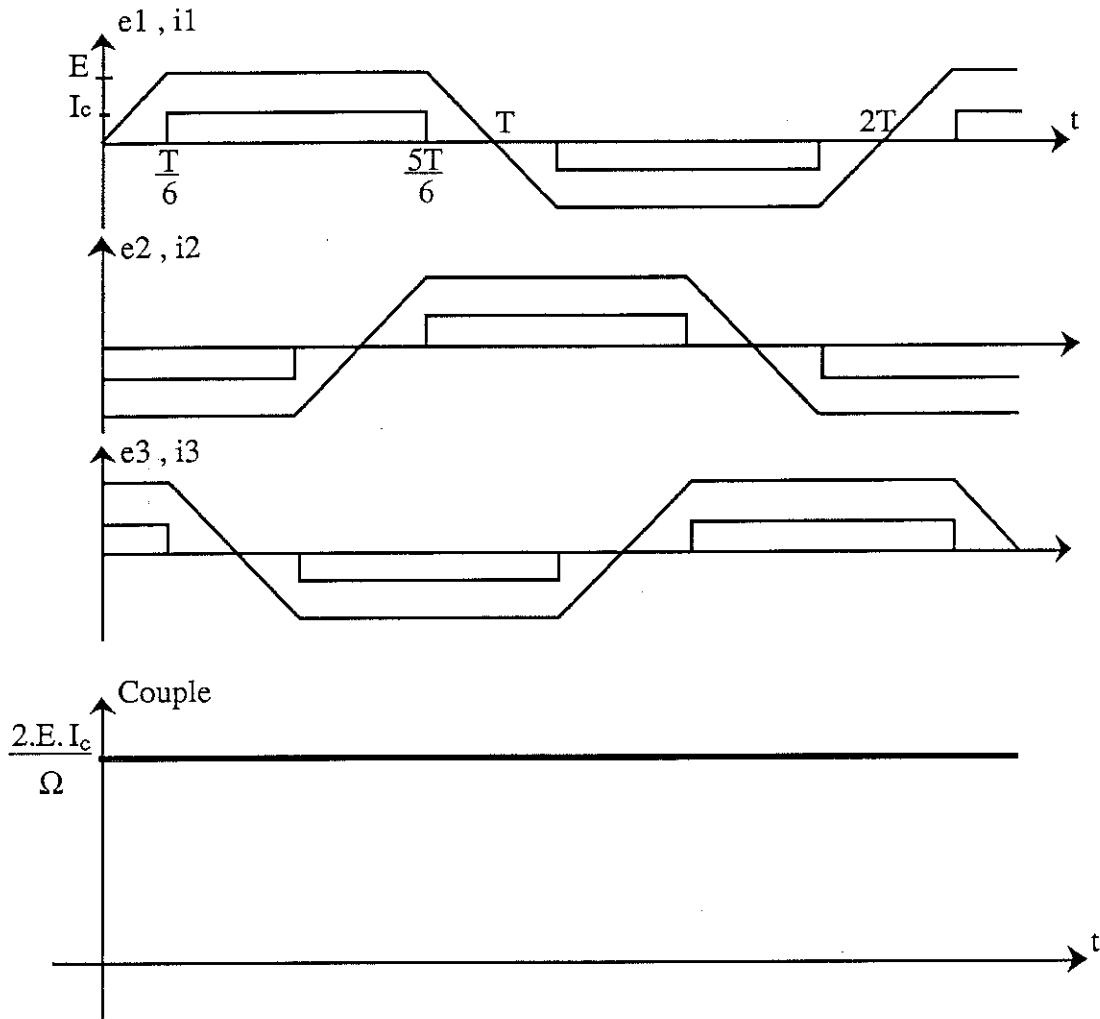 e1 , i1
E
Ic
T
2T
t
T
6
5T
6
e2 , i2
e3 , i3
Couple
2.E. Ic
Ω
t